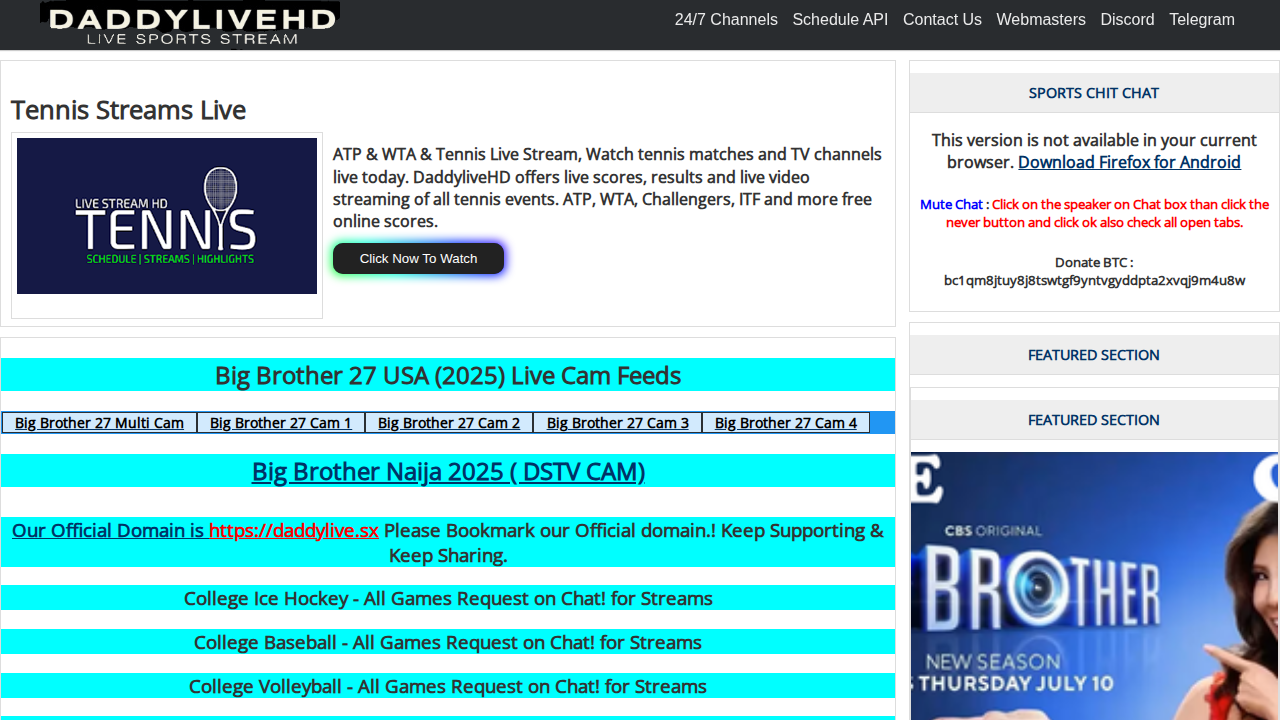 DADDYLIVEHD
LIVE SPORTS STREAM
24/7 Channels Schedule API Contact Us Webmasters Discord Telegram
Tennis Streams Live
LIVE STREAM HD
TENNIS
SCHEDULE | STREAMS | HIGHLIGHTS
ATP & WTA & Tennis Live Stream, Watch tennis matches and TV channels
live today. DaddyliveHD offers live scores, results and live video
streaming of all tennis events. ATP, WTA, Challengers, ITF and more free
online scores.
Click Now To Watch
Big Brother 27 USA (2025) Live Cam Feeds
Big Brother 27 Multi Cam Big Brother 27 Cam 1 Big Brother 27 Cam 2 Big Brother 27 Cam 3 Big Brother 27 Cam 4
Big Brother Naija 2025 ( DSTV CAM)
Our Official Domain is https://daddylive.sx Please Bookmark our Official domain.! Keep Supporting &
Keep Sharing.
College Ice Hockey - All Games Request on Chat! for Streams
College Baseball - All Games Request on Chat! for Streams
College Volleyball - All Games Request on Chat! for Streams
SPORTS CHIT CHAT
This version is not available in your current
browser. Download Firefox for Android
Mute Chat : Click on the speaker on Chat box than click the
never button and click ok also check all open tabs.
Donate BTC :
bc1qm8jtuy8j8tswtgf9yntvgyddpta2xvqj9m4u8w
FEATURED SECTION
FEATURED SECTION
CBS ORIGINAL
BROTHER
NEW SEASON
THURSDAY JULY 10